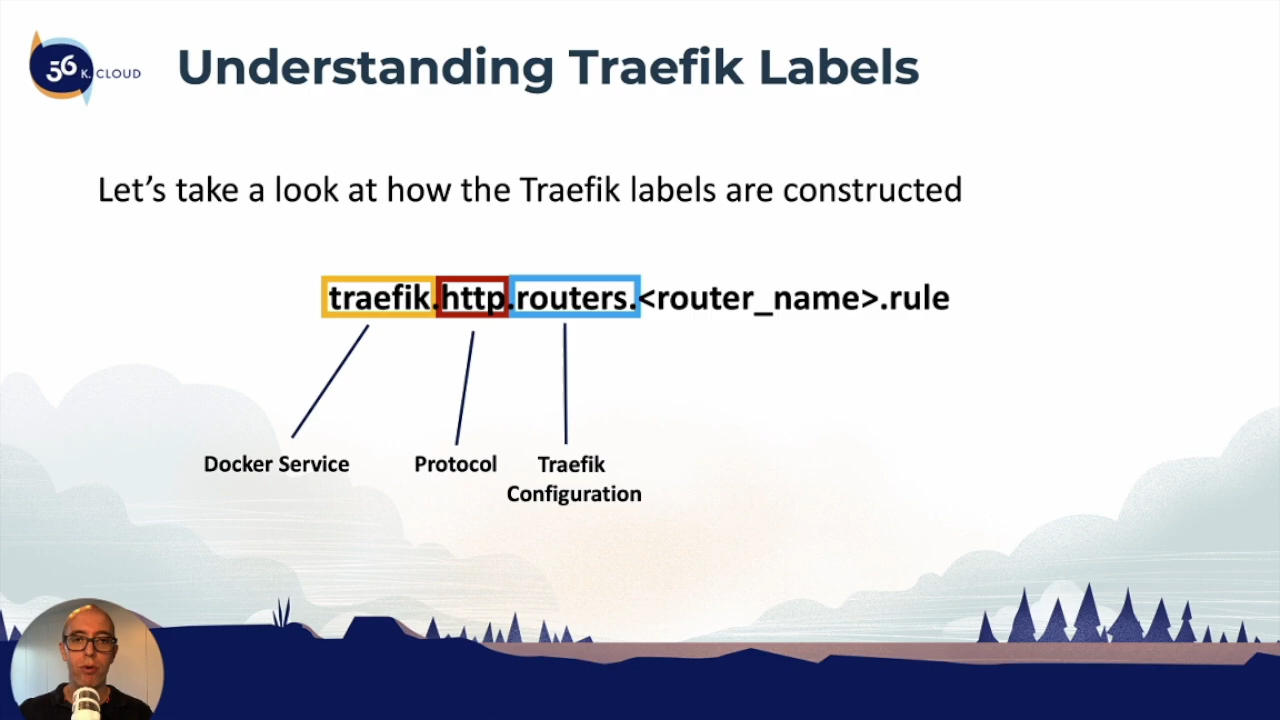 56 K. CLOUD
Understanding Traefik Labels
Let's take a look at how the Traefik labels are constructed
traefik.http.routers.<router_name>.rule
Docker Service
Protocol
Traefik
Configuration